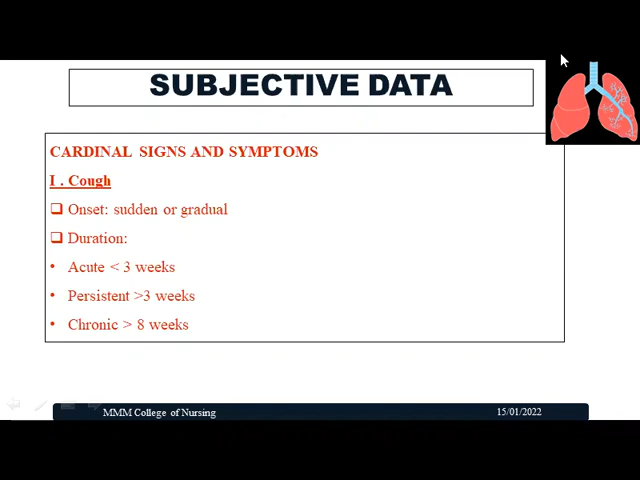 SUBJECTIVE DATA
CARDINAL SIGNS AND SYMPTOMS
I . Cough
❑ Onset: sudden or gradual
❑ Duration:
• Acute < 3 weeks
• Persistent >3 weeks
• Chronic > 8 weeks
MMM College of Nursing
15/01/2022